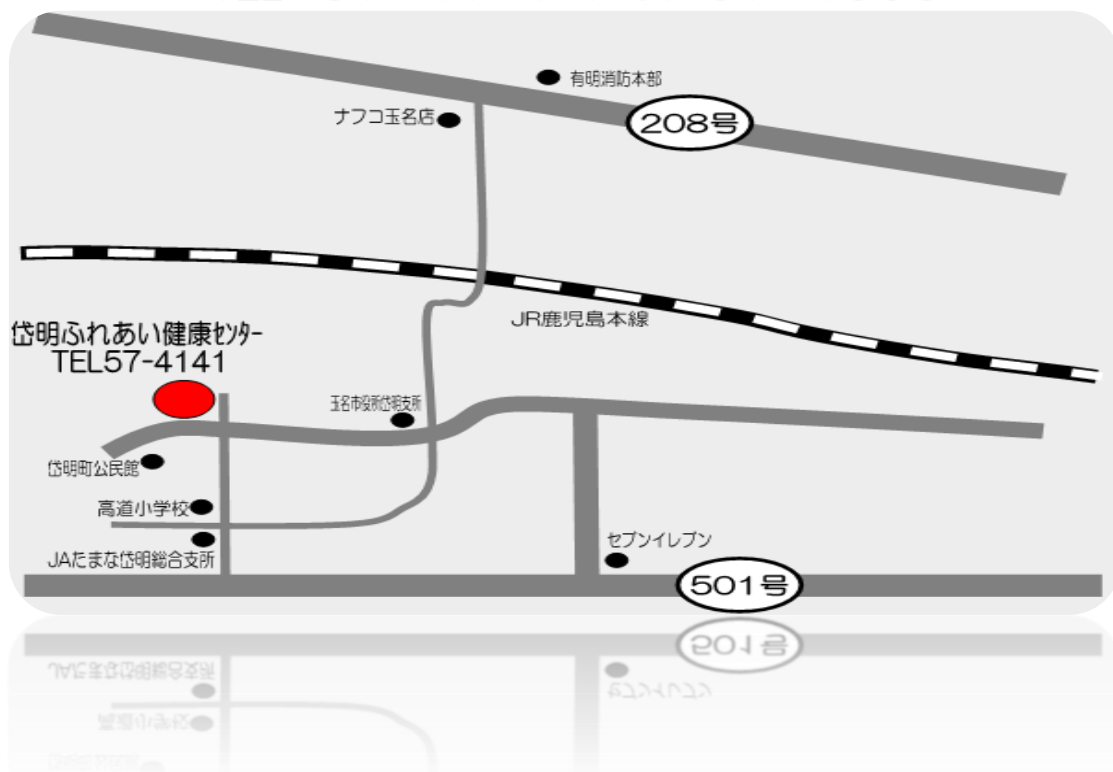 有明消防本部
ナフコ玉名店
208号
JR鹿児島本線
岱明ふれあい健康ｾﾝﾀｰ
TEL57-4141
玉名市役所岱明支所
岱明町公民館
高道小学校
JAたまな岱明総合支所
セブンイレブン
501号